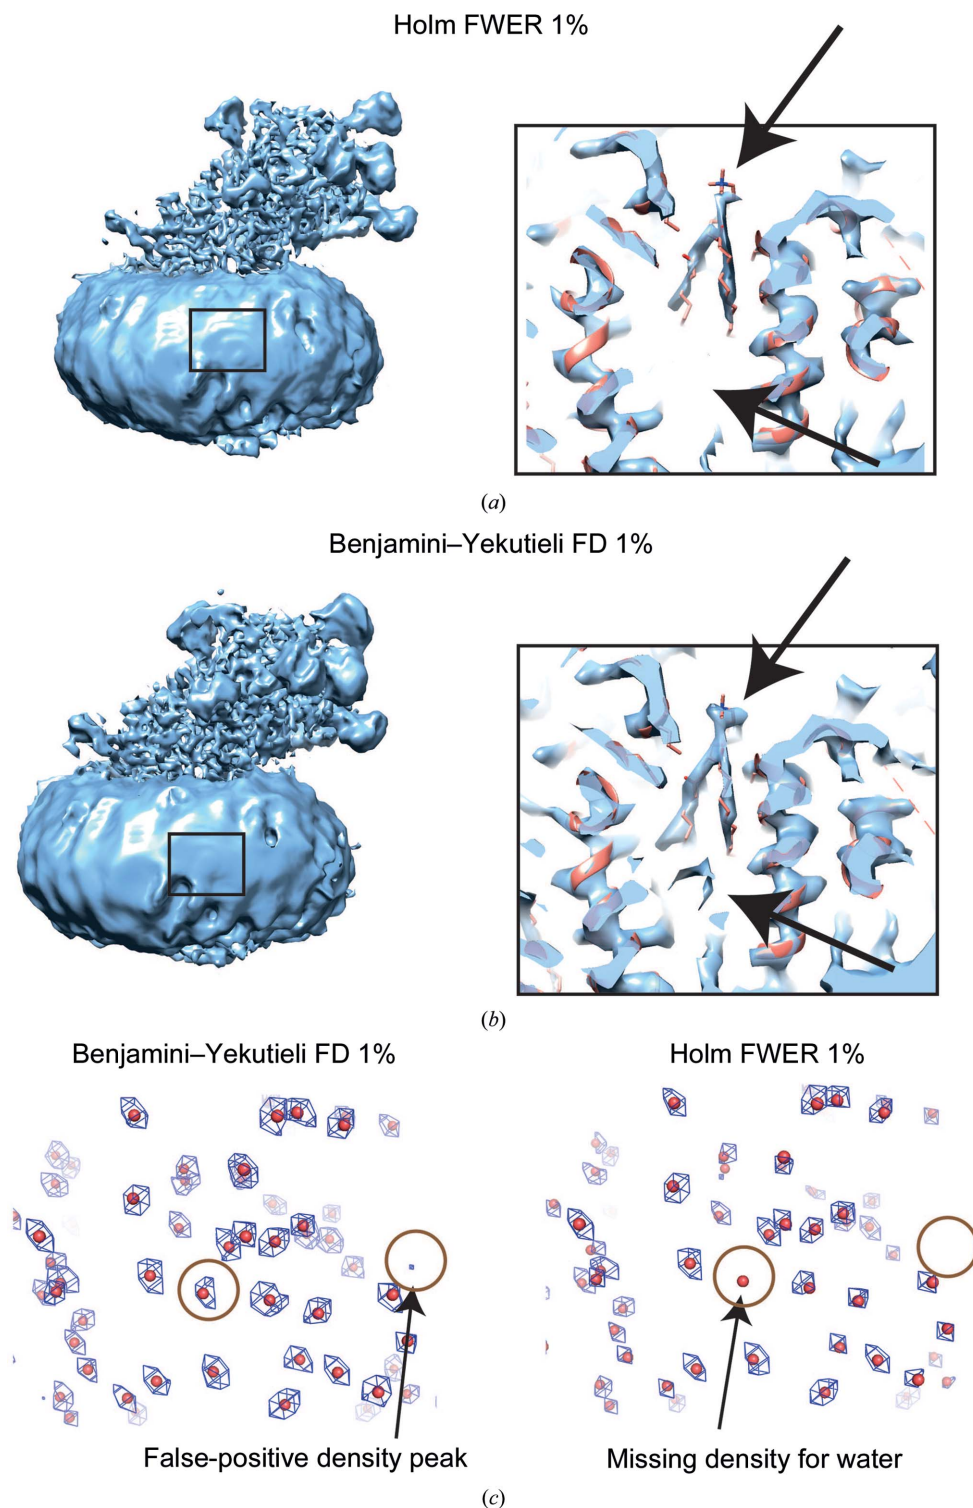 Holm FWER 1%
(a)
Benjamini–Yekutieli FD 1%
(b)
Benjamini–Yekutieli FD 1%
Holm FWER 1%
False-positive density peak
Missing density for water
(c)